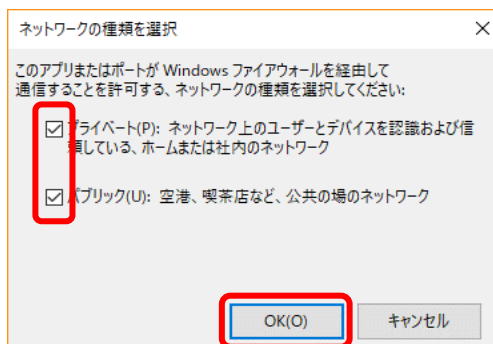 ネットワークの種類を選択
このアプリまたはポートが Windows ファイアウォールを経由して
通信することを許可する、ネットワークの種類を選択してください:
プライベート(P): ネットワーク上のユーザーとデバイスを認識および信
頼している、ホームまたは社内のネットワーク
パブリック(U): 空港、喫茶店など、公共の場のネットワーク
OK(O)
キャンセル